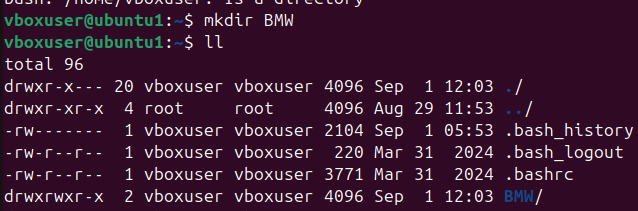 bash: /home/vboxuser: Is a directory
vboxuser@ubuntu1:~$ mkdir BMW
vboxuser@ubuntu1:~$ ll
total 96
drwxr-x--- 20 vboxuser vboxuser 4096 Sep  1 12:03 ./
drwxr-xr-x  4 root     root     4096 Aug 29 11:53 ../
-rw-------  1 vboxuser vboxuser 2104 Sep  1 05:53 .bash_history
-rw-r--r--  1 vboxuser vboxuser  220 Mar 31  2024 .bash_logout
-rw-r--r--  1 vboxuser vboxuser 3771 Mar 31  2024 .bashrc
drwxrwxr-x  2 vboxuser vboxuser 4096 Sep  1 12:03 BMW/